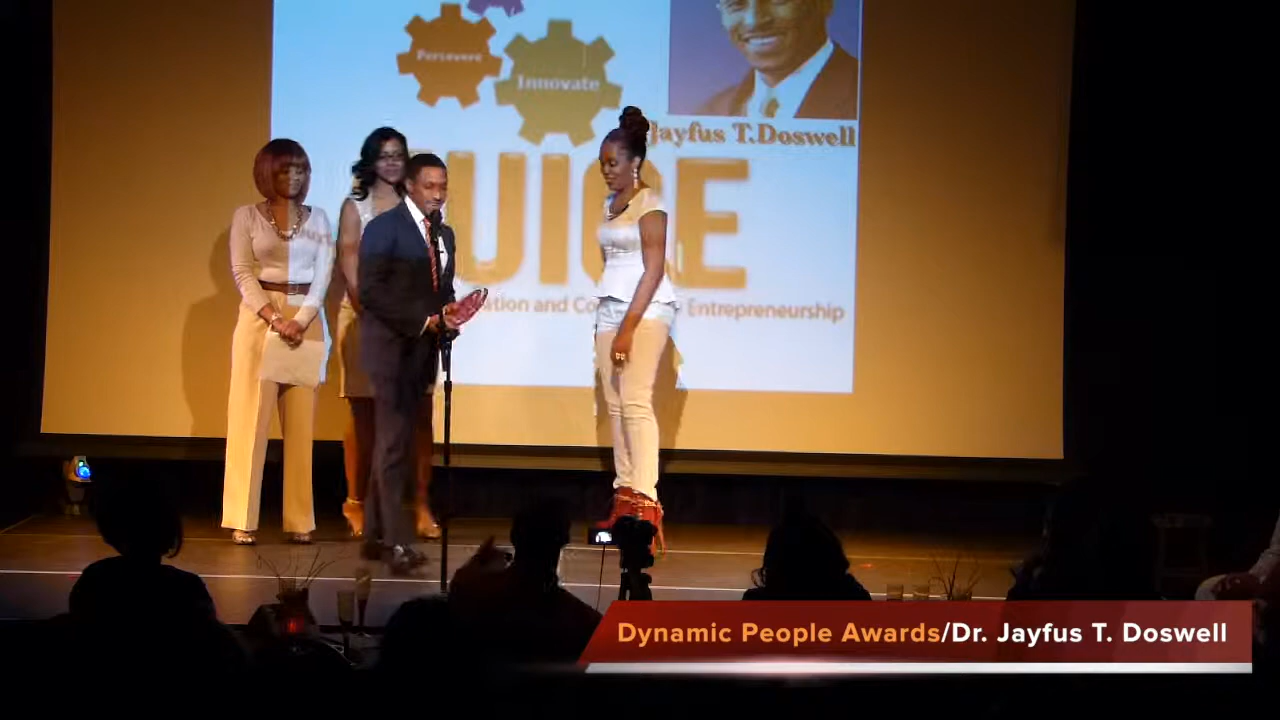 Persevere
Innovate
Jayfus T.Doswell
UICE
ation and Co Entrepreneurship
Dynamic People Awards/Dr. Jayfus T. Doswell